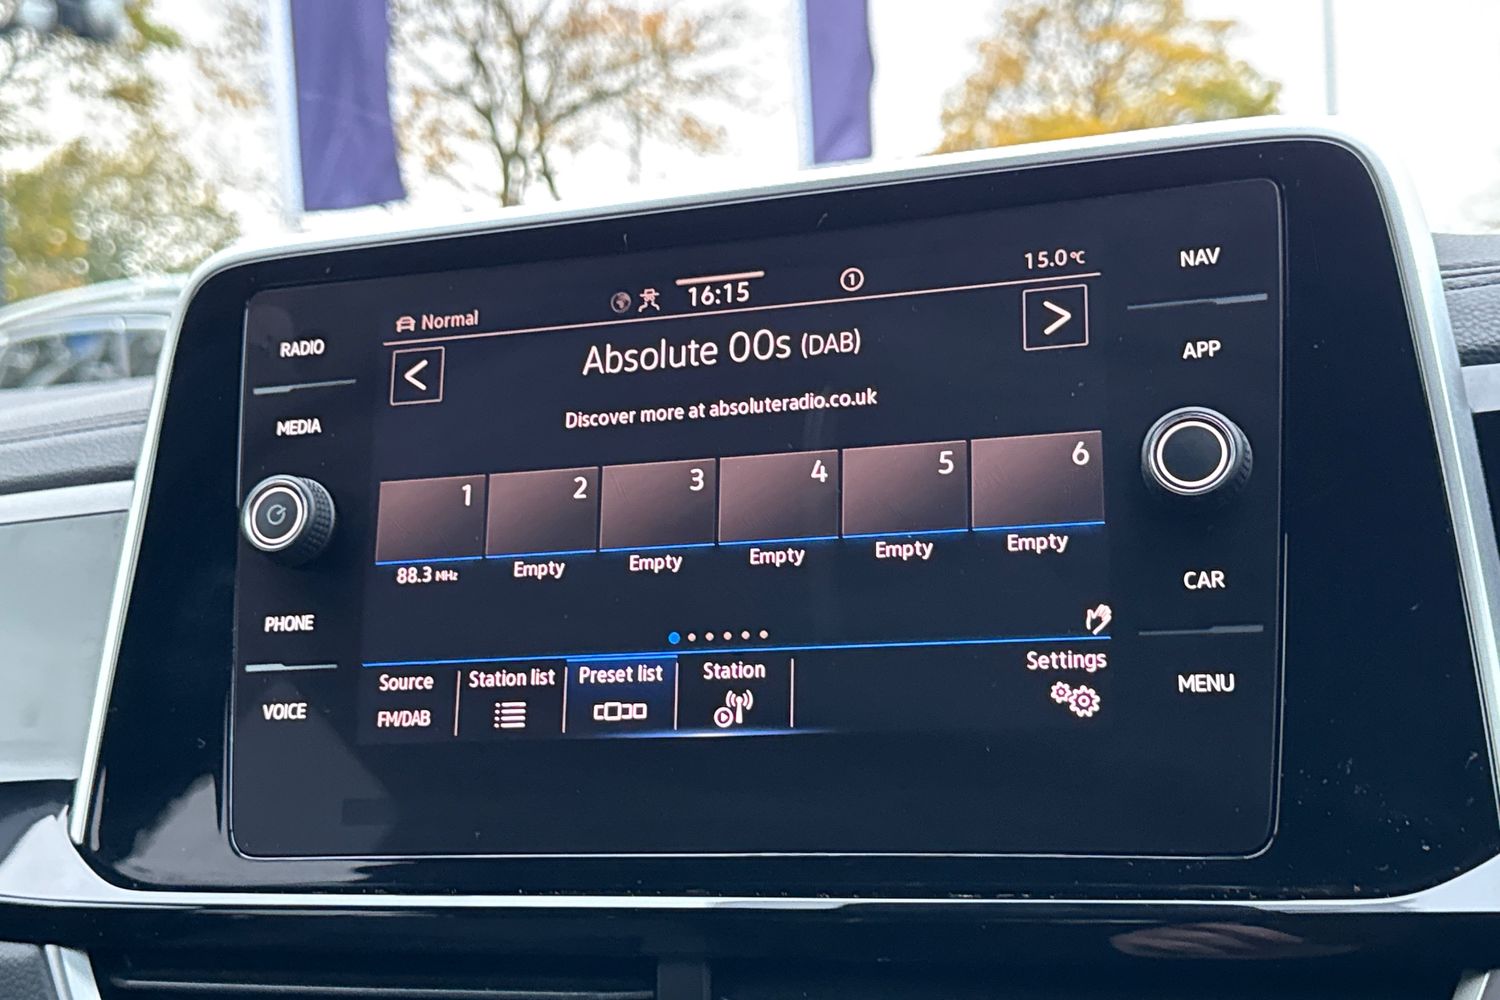 Normal
16:15
1
15.0°C
Absolute 00s (DAB)
Discover more at absoluteradio.co.uk
1 2 3 4 5 6
88.3 MHz Empty Empty Empty Empty Empty
Source
FM/DAB
Station list
Preset list
Station
Settings
RADIO
MEDIA
PHONE
VOICE
NAV
APP
CAR
MENU